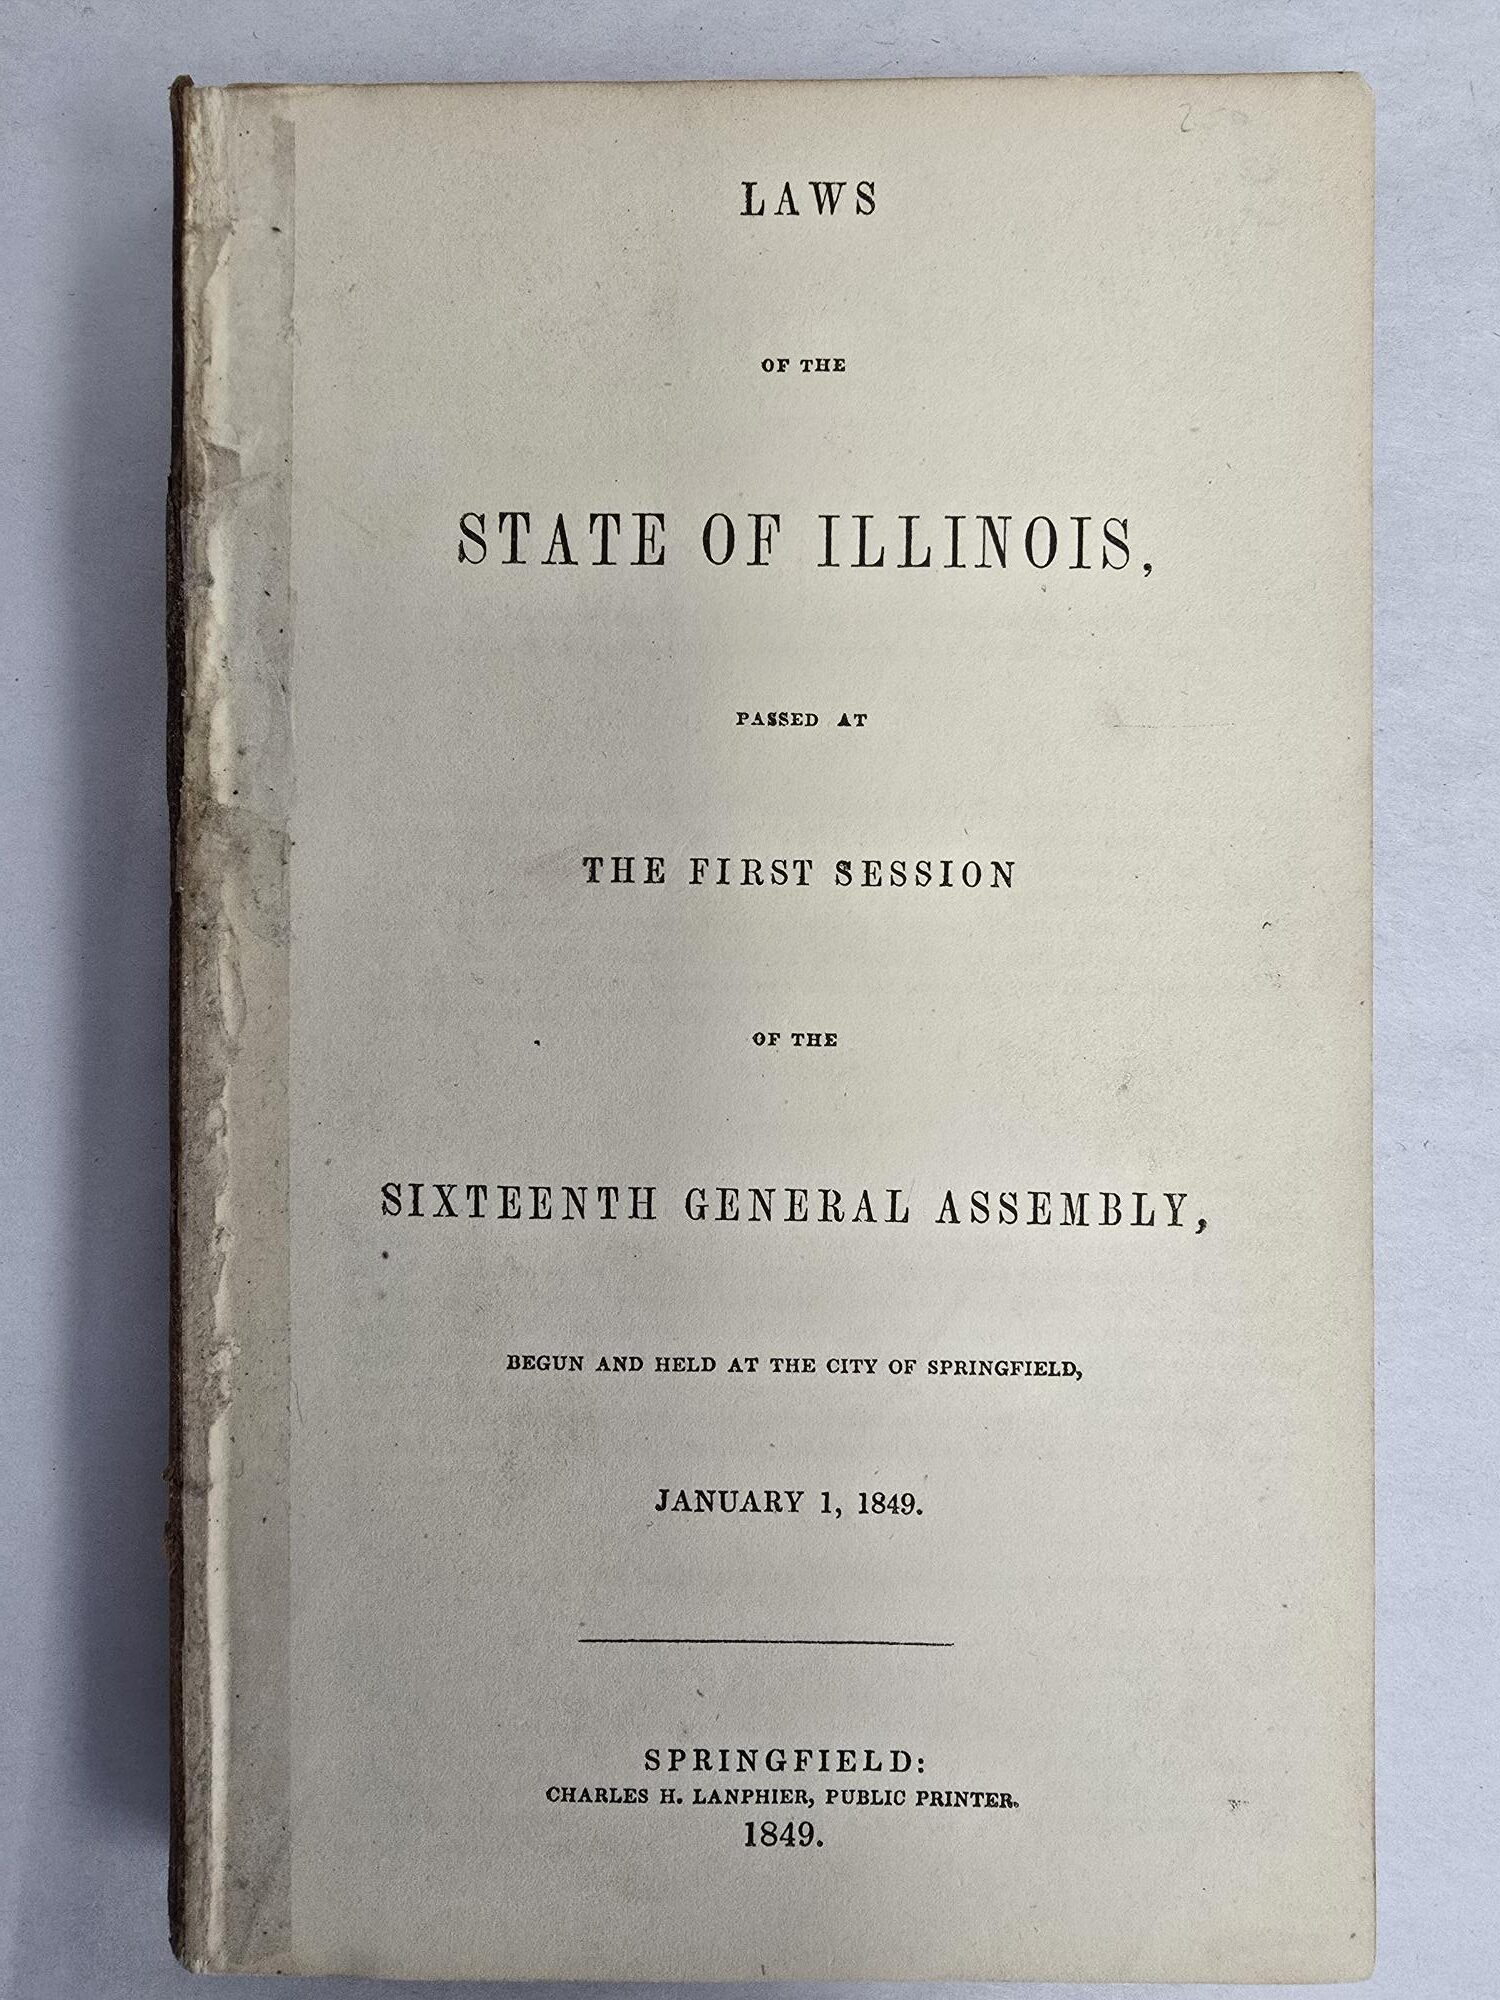 LAWS
OF THE
STATE OF ILLINOIS,
PASSED AT
THE FIRST SESSION
OF THE
SIXTEENTH GENERAL ASSEMBLY,
BEGUN AND HELD AT THE CITY OF SPRINGFIELD,
JANUARY 1, 1849.
SPRINGFIELD:
CHARLES H. LANPHIER, PUBLIC PRINTER.
1849.